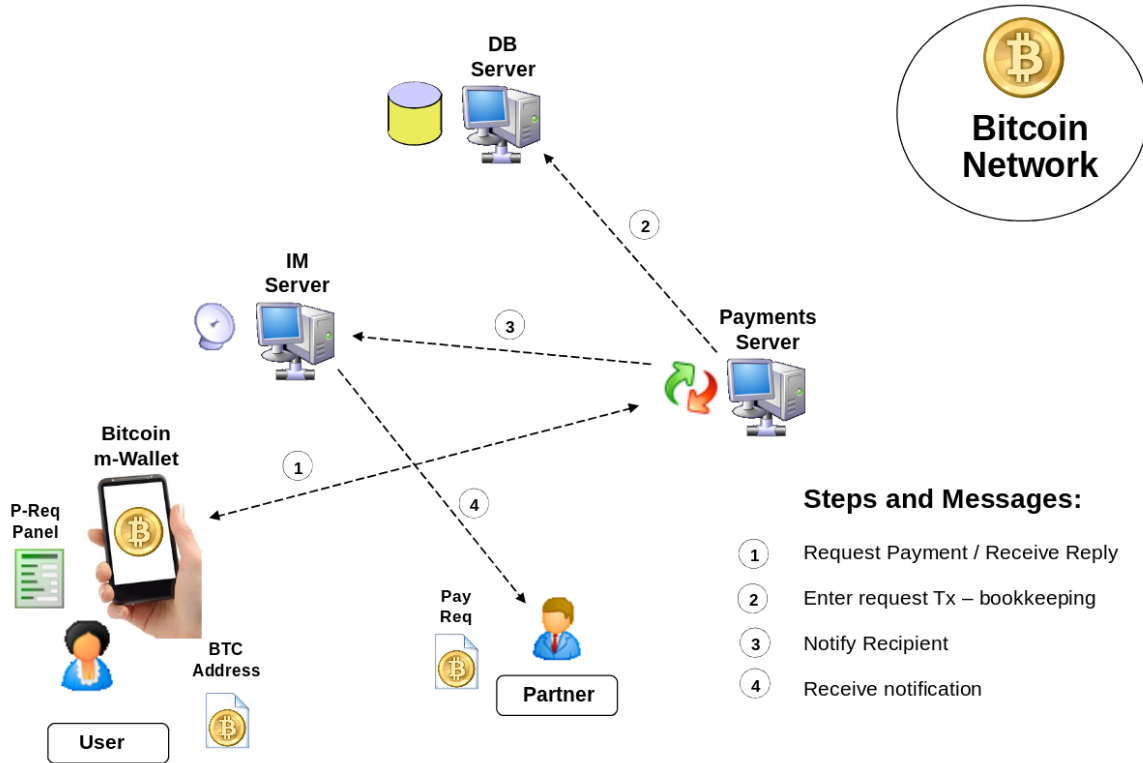 DB
Server
Bitcoin
Network
2
IM
Server
3
Payments
Server
Bitcoin
m-Wallet
1
4
P-Req
Panel
Steps and Messages:
1 Request Payment / Receive Reply
2 Enter request Tx – bookkeeping
3 Notify Recipient
4 Receive notification
Pay
Req
BTC
Address
Partner
User